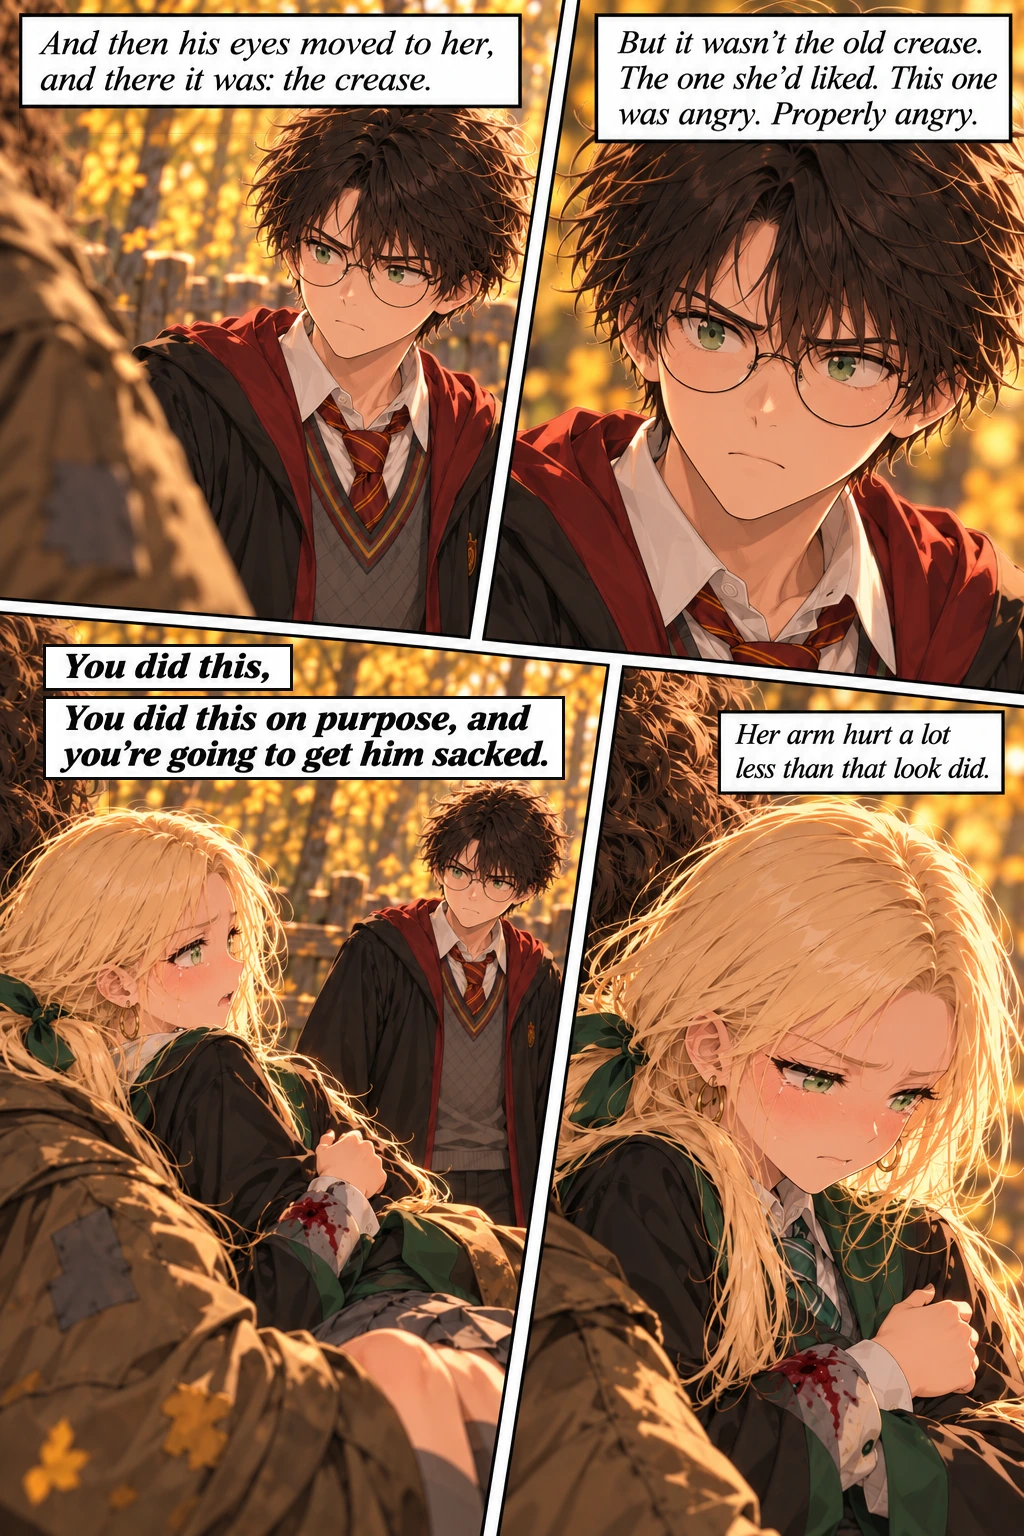 And then his eyes moved to her,
and there it was: the crease.
But it wasn't the old crease.
The one she'd liked. This one
was angry. Properly angry.
You did this,
You did this on purpose, and
you're going to get him sacked.
Her arm hurt a lot
less than that look did.